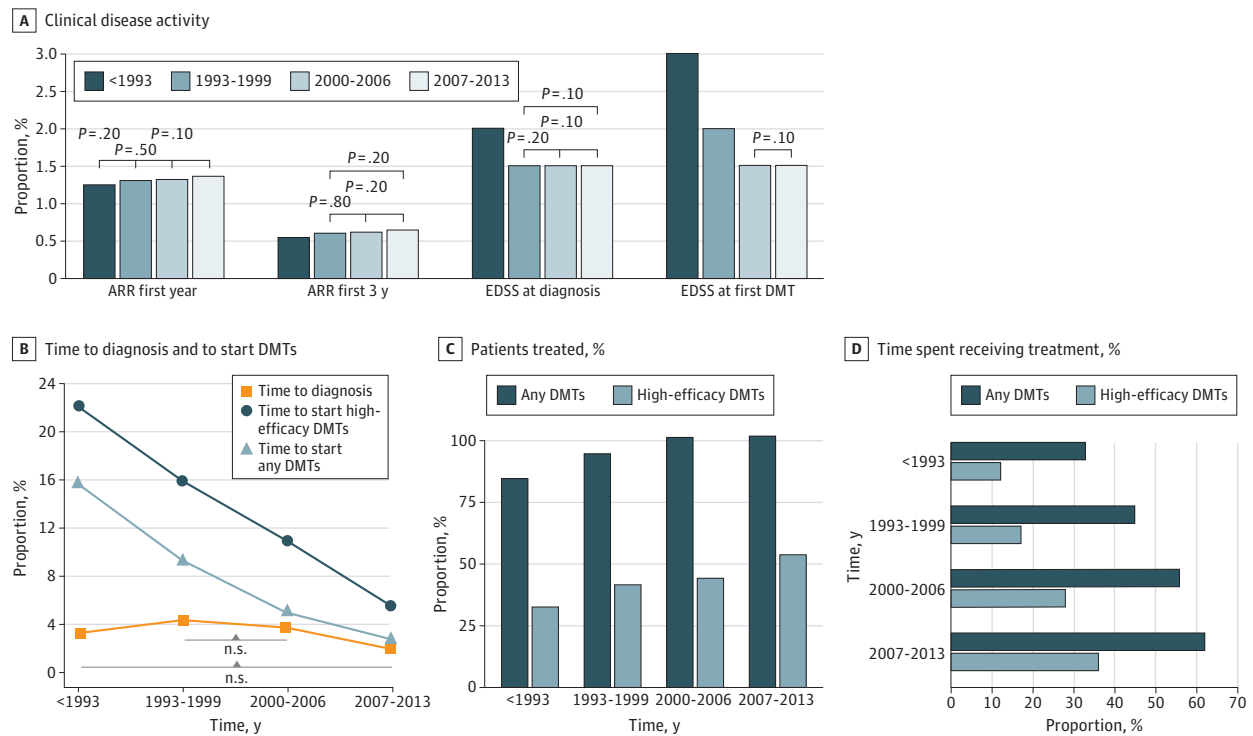 A Clinical disease activity
3.0
2.5
2.0
1.5
1.0
0.5
0
Proportion, %
<1993 1993-1999 2000-2006 2007-2013
P = .20 P = .10
P = .50
P = .20
P = .20
P = .80
P = .10
P = .10
P = .20
P = .10
ARR first year ARR first 3 y EDSS at diagnosis EDSS at first DMT
B Time to diagnosis and to start DMTs
24
20
16
12
8
4
0
Proportion, %
Time to diagnosis
Time to start high-
efficacy DMTs
Time to start
any DMTs
n.s.
n.s.
<1993 1993-1999 2000-2006 2007-2013
Time, y
C Patients treated, %
Any DMTs High-efficacy DMTs
100
75
50
25
0
Proportion, %
<1993 1993-1999 2000-2006 2007-2013
Time, y
D Time spent receiving treatment, %
Any DMTs High-efficacy DMTs
<1993
1993-1999
2000-2006
2007-2013
Time, y
0 10 20 30 40 50 60 70
Proportion, %